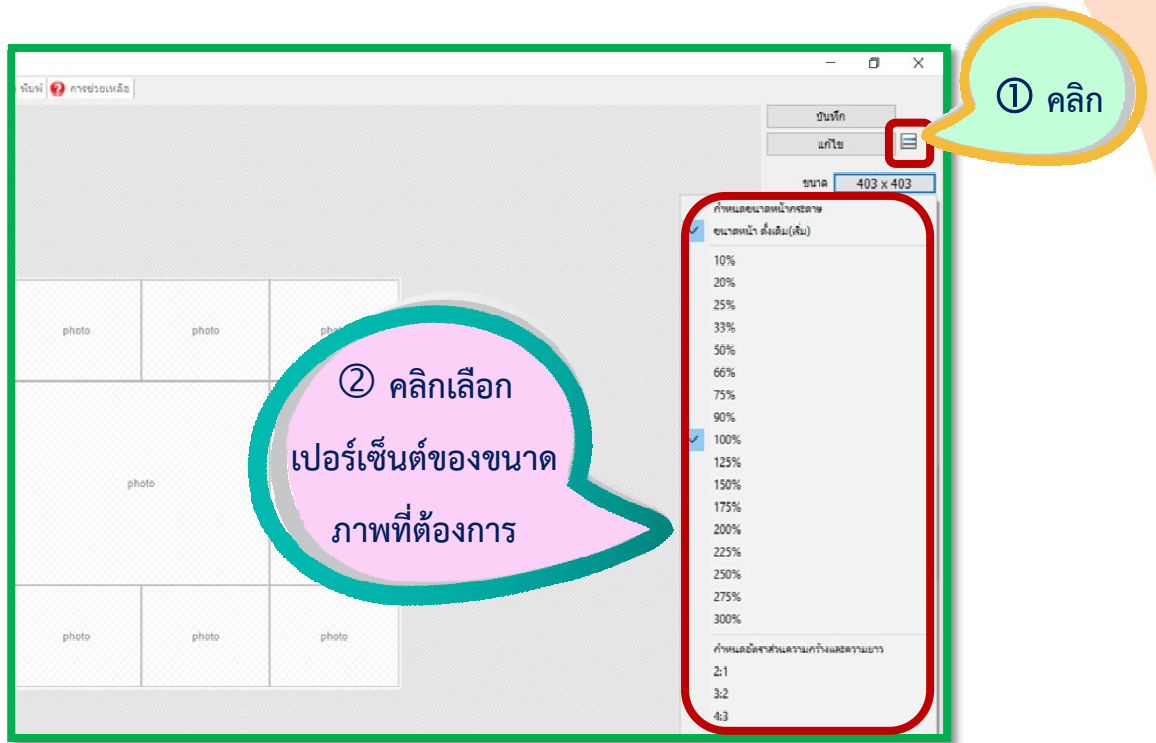 พิมพ์ การช่วยเหลือ
① คลิก
บันทึก
แก้ไข
ขนาด 403 x 403
กำหนดขนาดหน้ากระดาษ
ขนาดหน้า ดั้งเดิม(เต็ม)
10%
20%
25%
33%
50%
66%
75%
90%
100%
125%
150%
175%
200%
225%
250%
275%
300%
กำหนดอัตราส่วนความกว้างและความยาว
2:1
3:2
4:3
photo photo
② คลิกเลือก
เปอร์เซ็นต์ของขนาด
ภาพที่ต้องการ
photo
photo photo photo